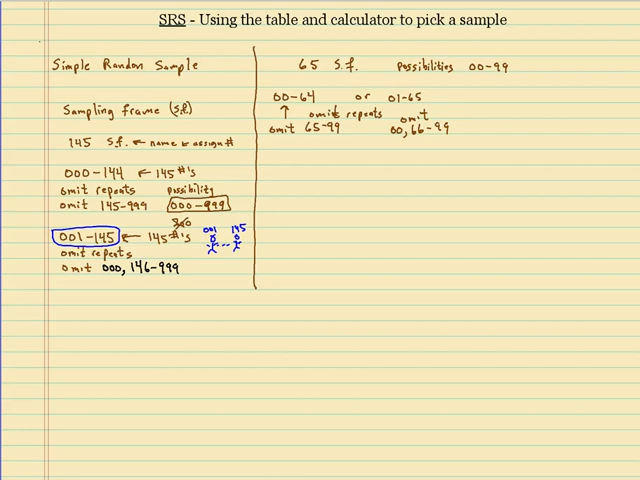 SRS - Using the table and calculator to pick a sample
Simple Random Sample
Sampling Frame (s.f.)
145 s.f. ← name & assign #
000-144 ← 145 #'s
omit repeats possibility
omit 145-999 000-999
001-145 ← 145 #'s
001 145
omit repeats
omit 000, 146-999
65 s.f. possibilities 00-99
00-64 or 01-65
↑ omit repeats omit
omit 65-99 00, 66-99